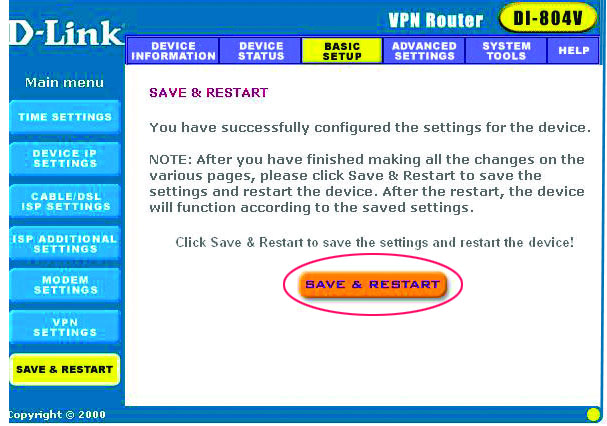 D-Link
VPN Router DI-804V
DEVICE INFORMATION
DEVICE STATUS
BASIC SETUP
ADVANCED SETTINGS
SYSTEM TOOLS
HELP
Main menu
TIME SETTINGS
DEVICE IP SETTINGS
CABLE/DSL ISP SETTINGS
ISP ADDITIONAL SETTINGS
MODEM SETTINGS
VPN SETTINGS
SAVE & RESTART
SAVE & RESTART
You have successfully configured the settings for the device.
NOTE: After you have finished making all the changes on the
various pages, please click Save & Restart to save the
settings and restart the device. After the restart, the device
will function according to the saved settings.
Click Save & Restart to save the settings and restart the device!
SAVE & RESTART
Copyright © 2000